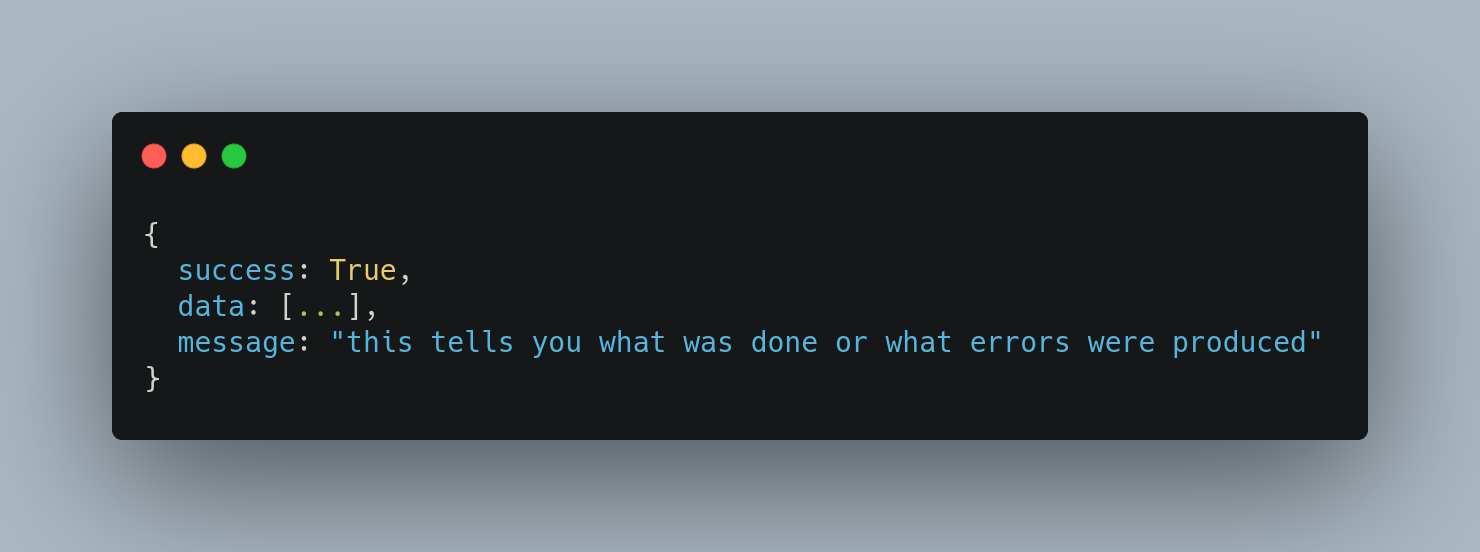 {
  success: True,
  data: [...],
  message: "this tells you what was done or what errors were produced"
}